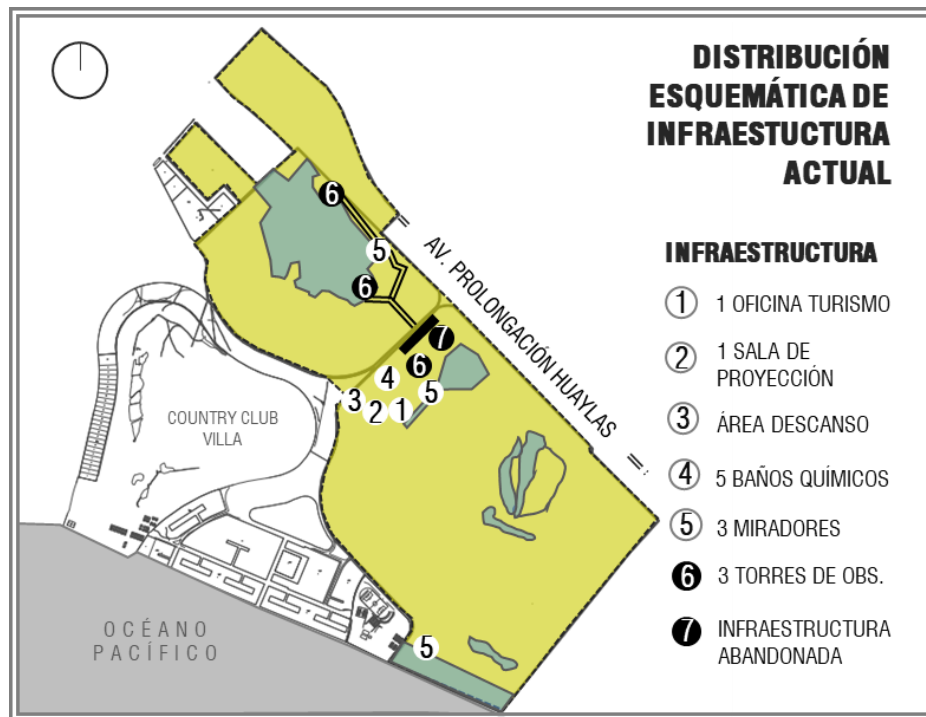 DISTRIBUCIÓN
ESQUEMÁTICA DE
INFRAESTUCTURA
ACTUAL
INFRAESTRUCTURA
1 1 OFICINA TURISMO
2 1 SALA DE
PROYECCIÓN
3 ÁREA DESCANSO
4 5 BAÑOS QUÍMICOS
5 3 MIRADORES
6 3 TORRES DE OBS.
7 INFRAESTRUCTURA
ABANDONADA
6
5
AV. PROLONGACIÓN HUAYLAS
6
7
6
4
5
3
2
1
COUNTRY CLUB
VILLA
5
OCÉANO
PACÍFICO